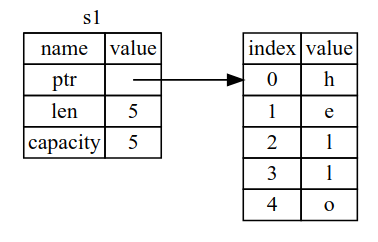 s1
name value
ptr
len 5
capacity 5
index value
0 h
1 e
2 l
3 l
4 o